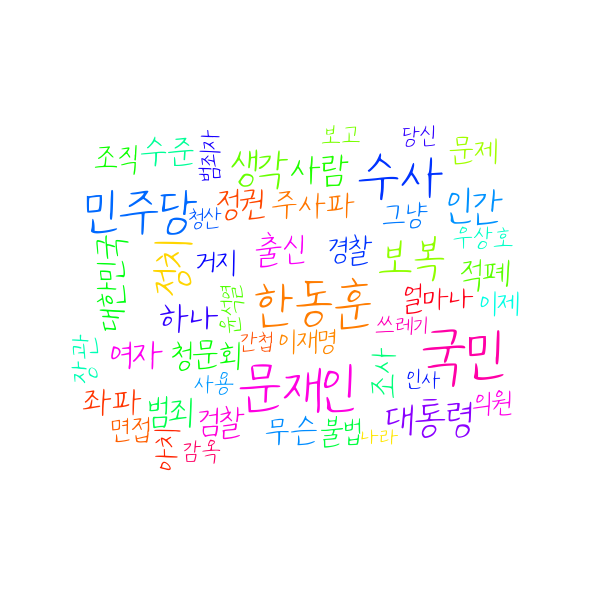 보고
당신
조직
수준
범죄자
생각
사람
수사
문제
민주당
청산
정권
주사파
그냥
인간
우상호
대한민국
정치
거지
출신
경찰
보복
적폐
하나
윤석열
한동훈
얼마나
이제
장관
여자
청문회
간첩
이재명
쓰레기
국민
좌파
범죄
사용
문재인
조사
인사
면접
아치
검찰
감옥
무슨
불법
나라
대통령
의원